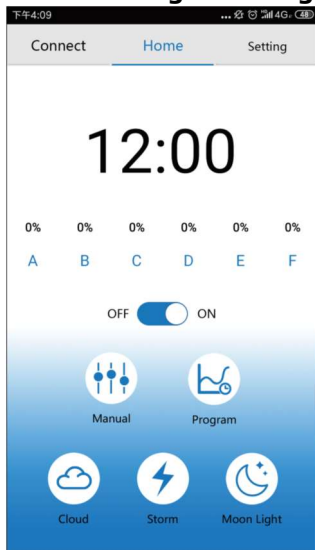 下午4:09 ... 4G 48
Connect Home Setting
12:00
0% 0% 0% 0% 0% 0%
A B C D E F
OFF ON
Manual Program
Cloud Storm Moon Light